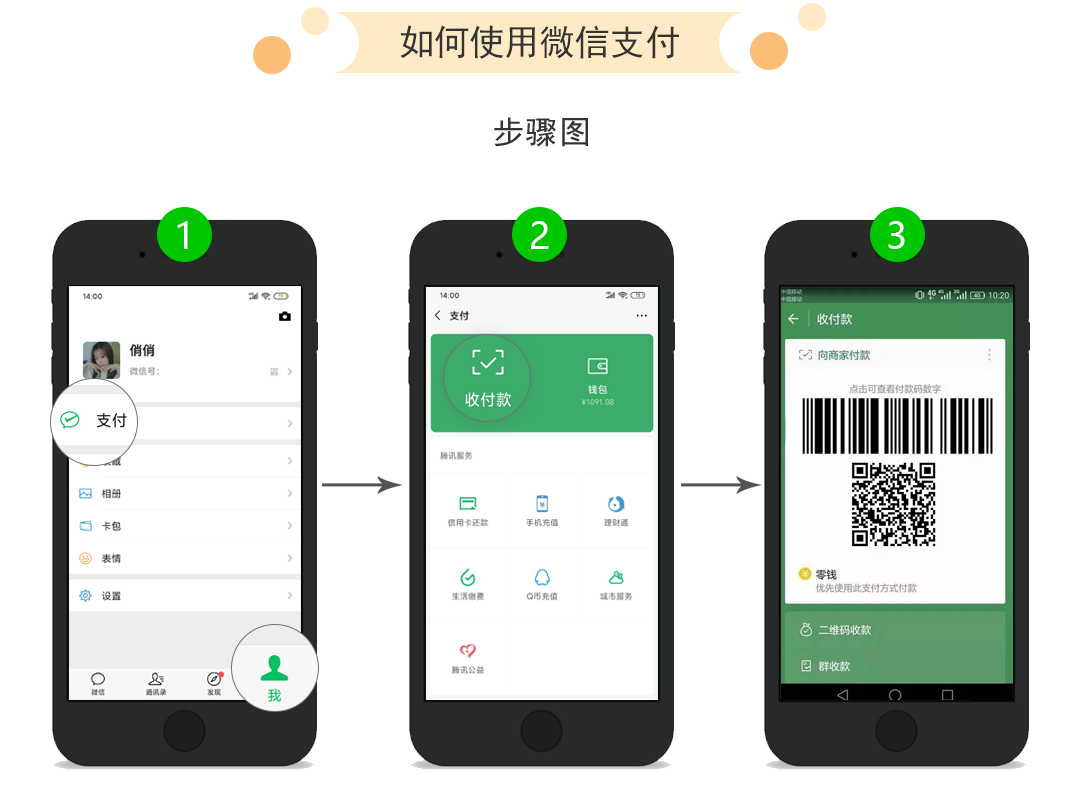 如何使用微信支付
步骤图
1
14:00
俏俏
微信号:
支付
相册
卡包
表情
设置
微信
通讯录
发现
我
2
14:00
支付
收付款
钱包
¥1091.08
腾讯服务
信用卡还款
手机充值
理财通
生活缴费
Q币充值
城市服务
腾讯公益
3
中国移动
中国移动
4G
10:20
收付款
向商家付款
点击可查看付款码数字
零钱
优先使用此支付方式付款
二维码收款
群收款